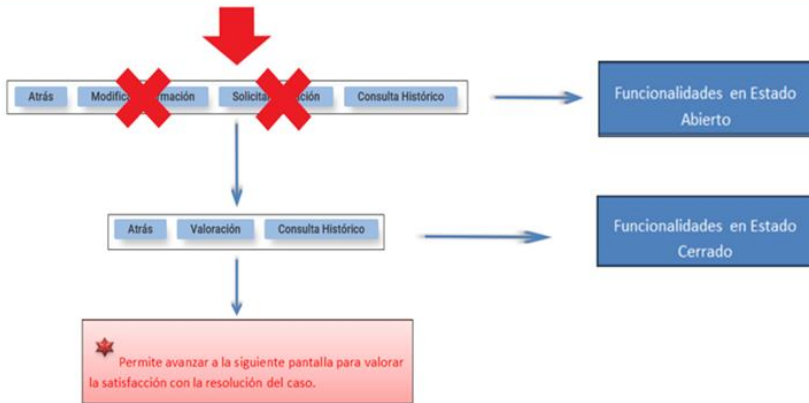 Atrás Consulta Histórico
Funcionalidades en Estado
Abierto
Atrás Valoración Consulta Histórico
Funcionalidades en Estado
Cerrado
Permite avanzar a la siguiente pantalla para valorar
la satisfacción con la resolución del caso.